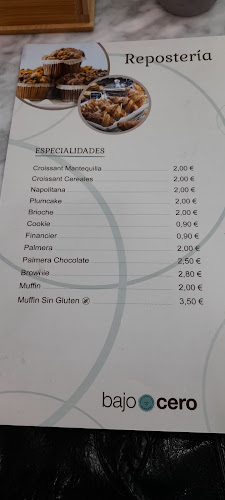 Repostería
ESPECIALIDADES
Croissant Mantequilla 2,00 €
Croissant Cereales 2,00 €
Napolitana 2,00 €
Plumcake 2,00 €
Brioche 2,00 €
Cookie 0,90 €
Financier 0,90 €
Palmera 2,00 €
Palmera Chocolate 2,50 €
Brownie 2,80 €
Muffin 2,00 €
Muffin Sin Gluten 3,50 €
bajo cero